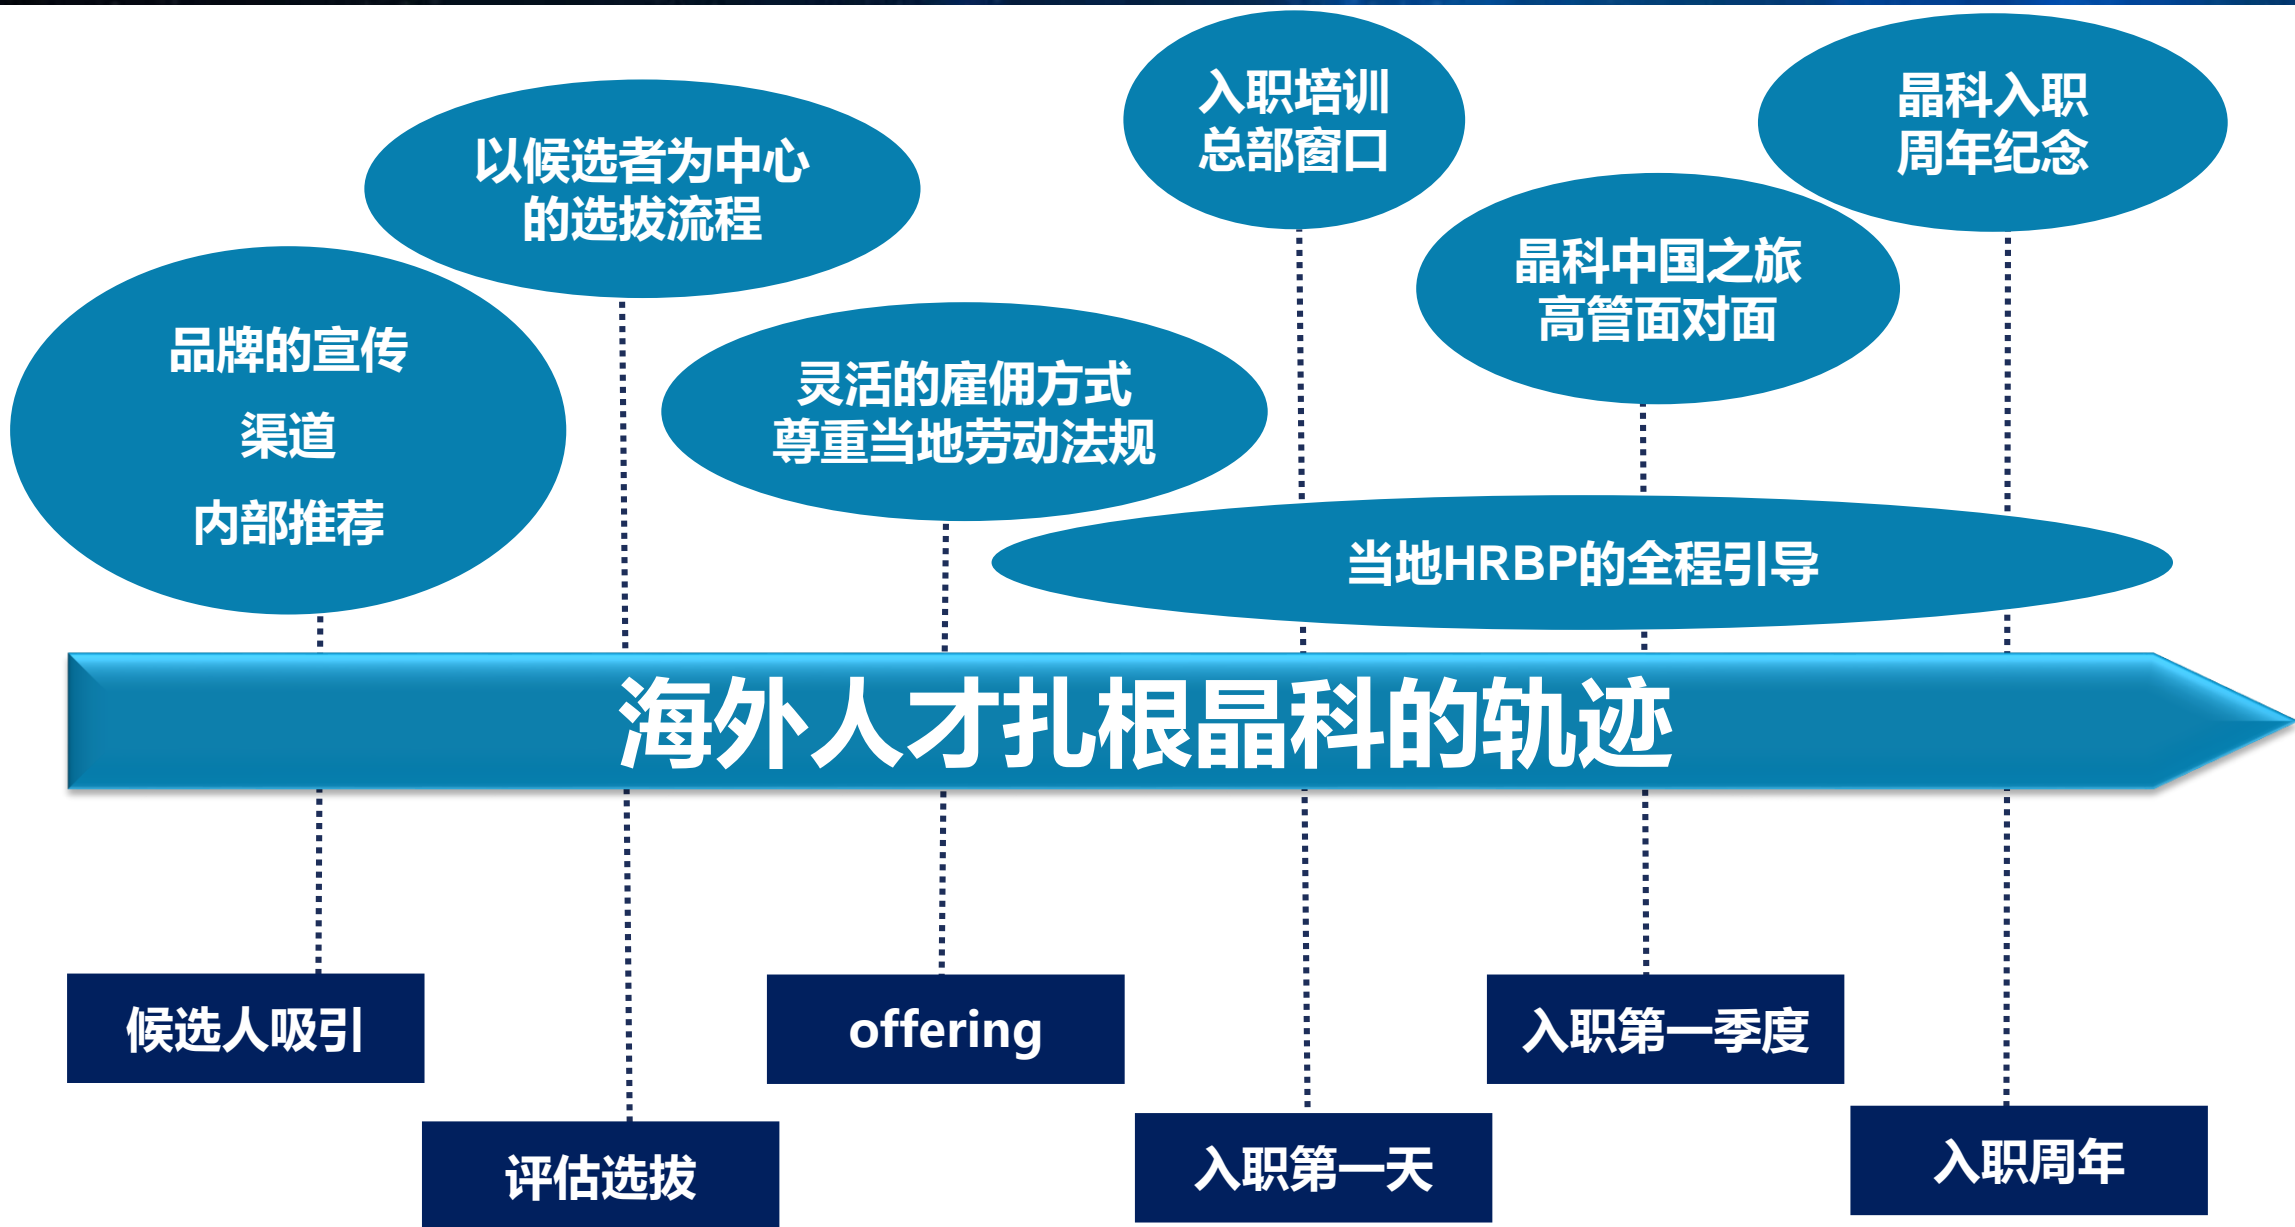 入职培训
总部窗口
晶科入职
周年纪念
以候选者为中心
的选拔流程
晶科中国之旅
高管面对面
品牌的宣传
渠道
内部推荐
灵活的雇佣方式
尊重当地劳动法规
当地HRBP的全程引导
海外人才扎根晶科的轨迹
候选人吸引
offering
入职第一季度
评估选拔
入职第一天
入职周年